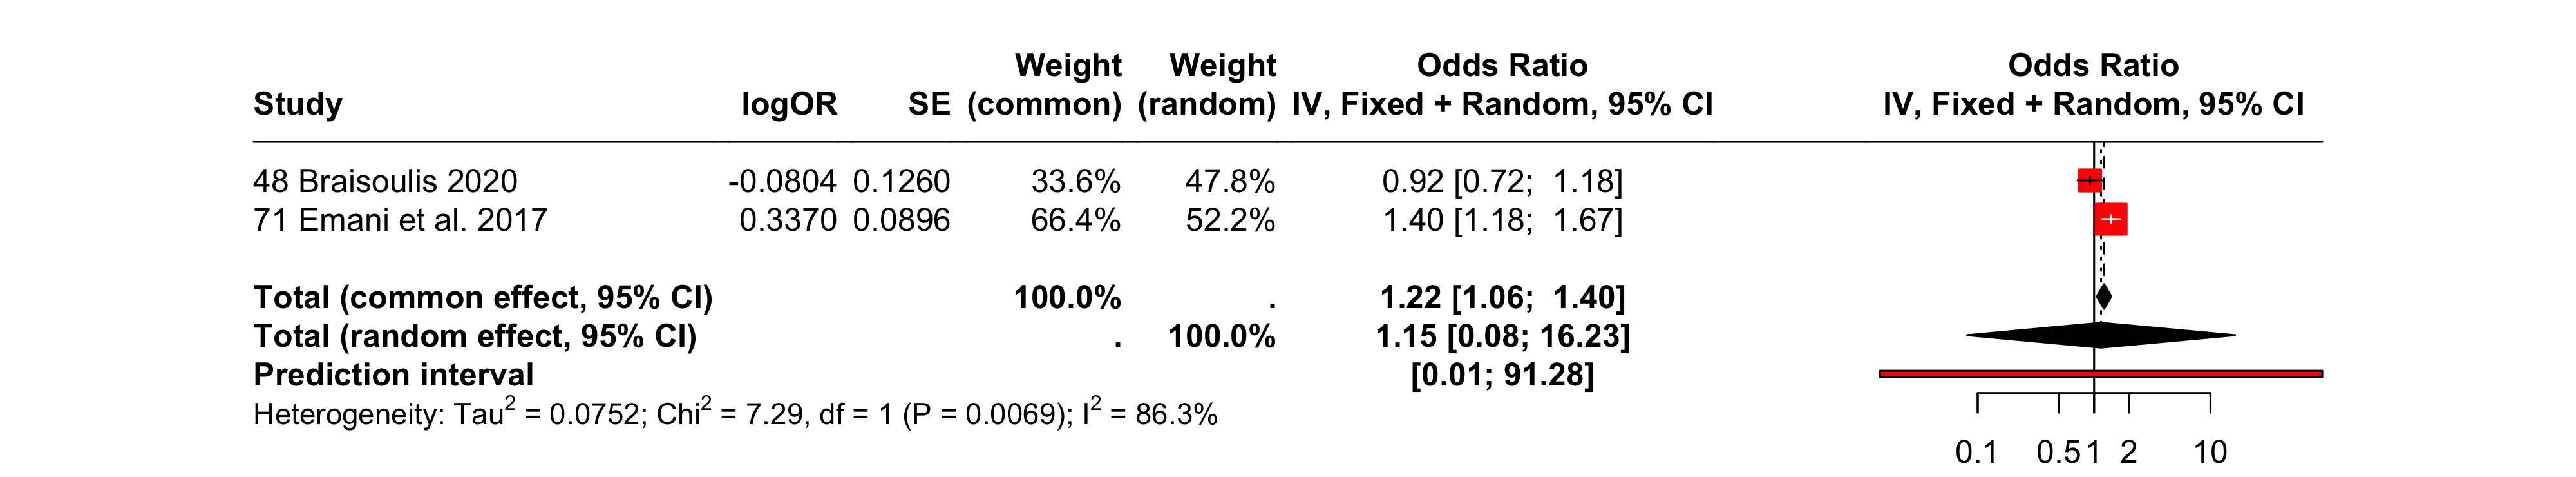 Weight Weight Odds Ratio Odds Ratio
Study logOR SE (common) (random) IV, Fixed + Random, 95% CI IV, Fixed + Random, 95% CI
48 Braisoulis 2020 -0.0804 0.1260 33.6% 47.8% 0.92 [0.72; 1.18]
71 Emani et al. 2017 0.3370 0.0896 66.4% 52.2% 1.40 [1.18; 1.67]
Total (common effect, 95% CI) 100.0% . 1.22 [1.06; 1.40]
Total (random effect, 95% CI) . 100.0% 1.15 [0.08; 16.23]
Prediction interval [0.01; 91.28]
Heterogeneity: Tau² = 0.0752; Chi² = 7.29, df = 1 (P = 0.0069); I² = 86.3%
0.1 0.5 1 2 10